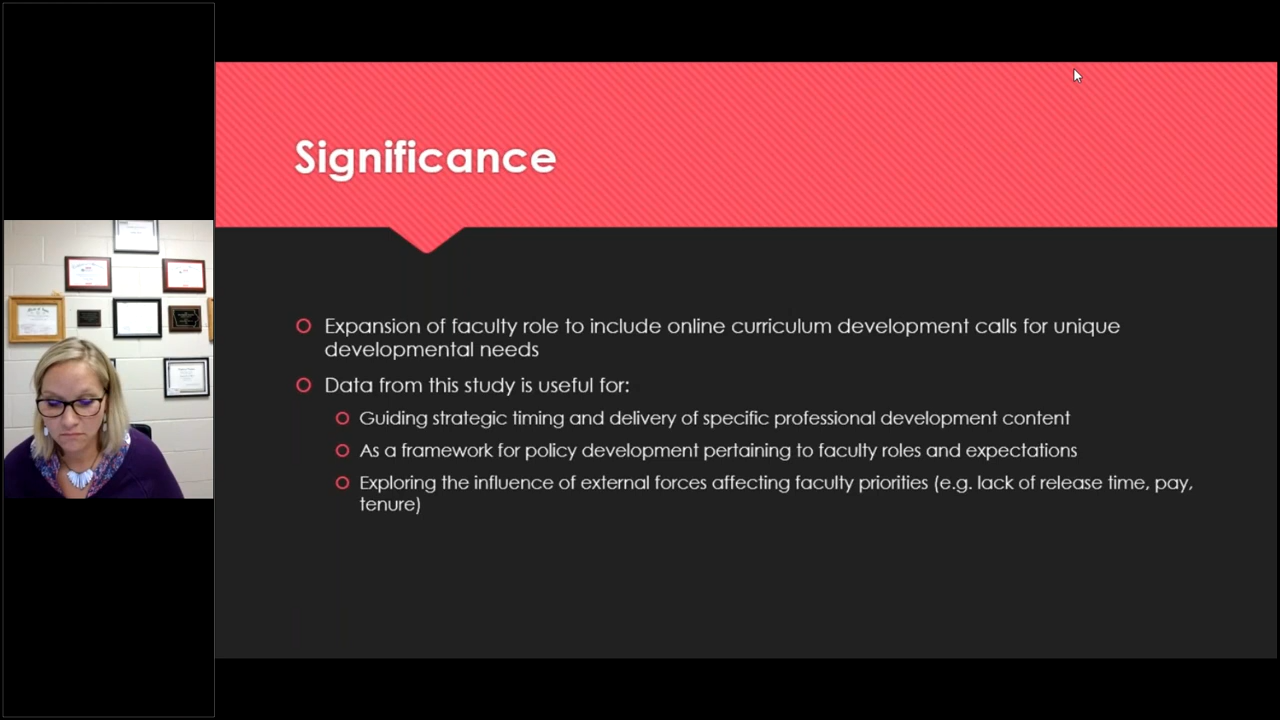 Significance
Expansion of faculty role to include online curriculum development calls for unique
developmental needs
Data from this study is useful for:
Guiding strategic timing and delivery of specific professional development content
As a framework for policy development pertaining to faculty roles and expectations
Exploring the influence of external forces affecting faculty priorities (e.g. lack of release time, pay,
tenure)